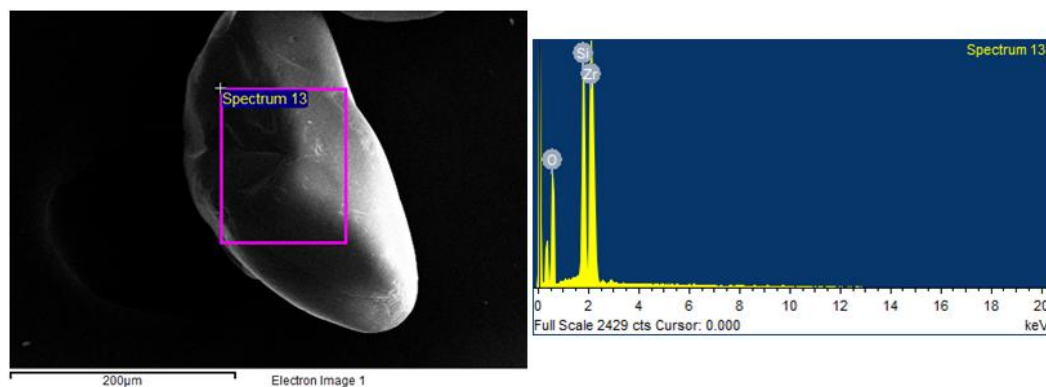 Spectrum 13
200µm
Electron Image 1
Spectrum 13
Si
Zr
O
0 2 4 6 8 10 12 14 16 18 20
Full Scale 2429 cts Cursor: 0.000
keV